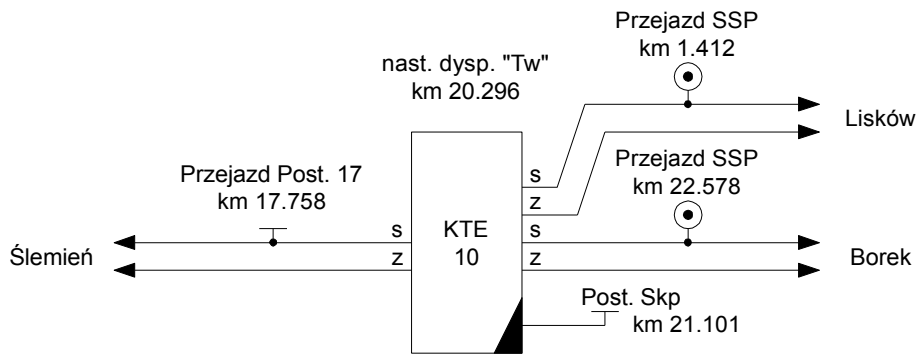 Przejazd SSP
km 1.412
nast. dysp. "Tw"
km 20.296
Lisków
Przejazd SSP
km 22.578
Przejazd Post. 17
km 17.758
s
z
s
z
s
z
KTE
10
Ślemień
Borek
Post. Skp
km 21.101